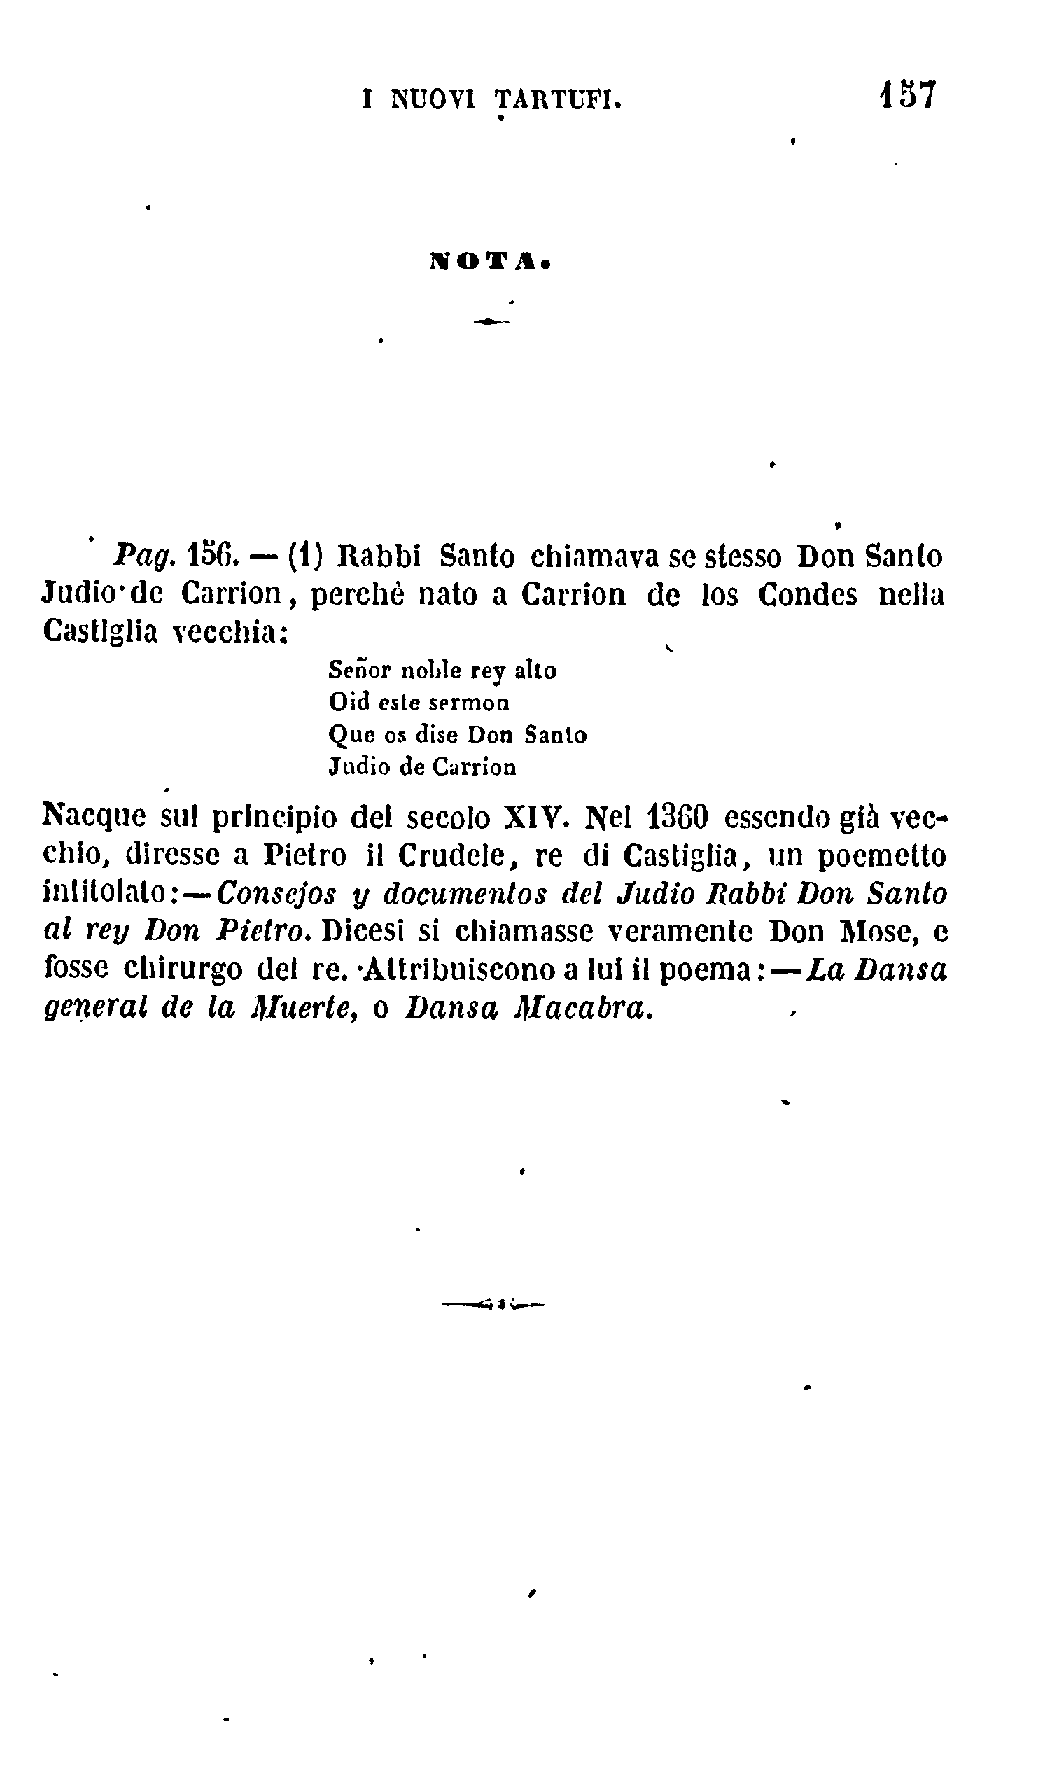 I NUOVI TARTUFI. 157
NOTA.
Pag. 156. — (1) Rabbi Santo chiamava se stesso Don Santo
Judio de Carrion, perchè nato a Carrion de los Condes nella
Castiglia vecchia:
Señor noble rey alto
Oid este sermon
Que os dise Don Santo
Judio de Carrion
Nacque sul principio del secolo XIV. Nel 1360 essendo già vec-
chio, diresse a Pietro il Crudele, re di Castiglia, un poemetto
intitolato:—Consejos y documentos del Judio Rabbi Don Santo
al rey Don Pietro. Dicesi si chiamasse veramente Don Mose, e
fosse chirurgo del re. Attribuiscono a lui il poema:—La Dansa
general de la Muerte, o Dansa Macabra.